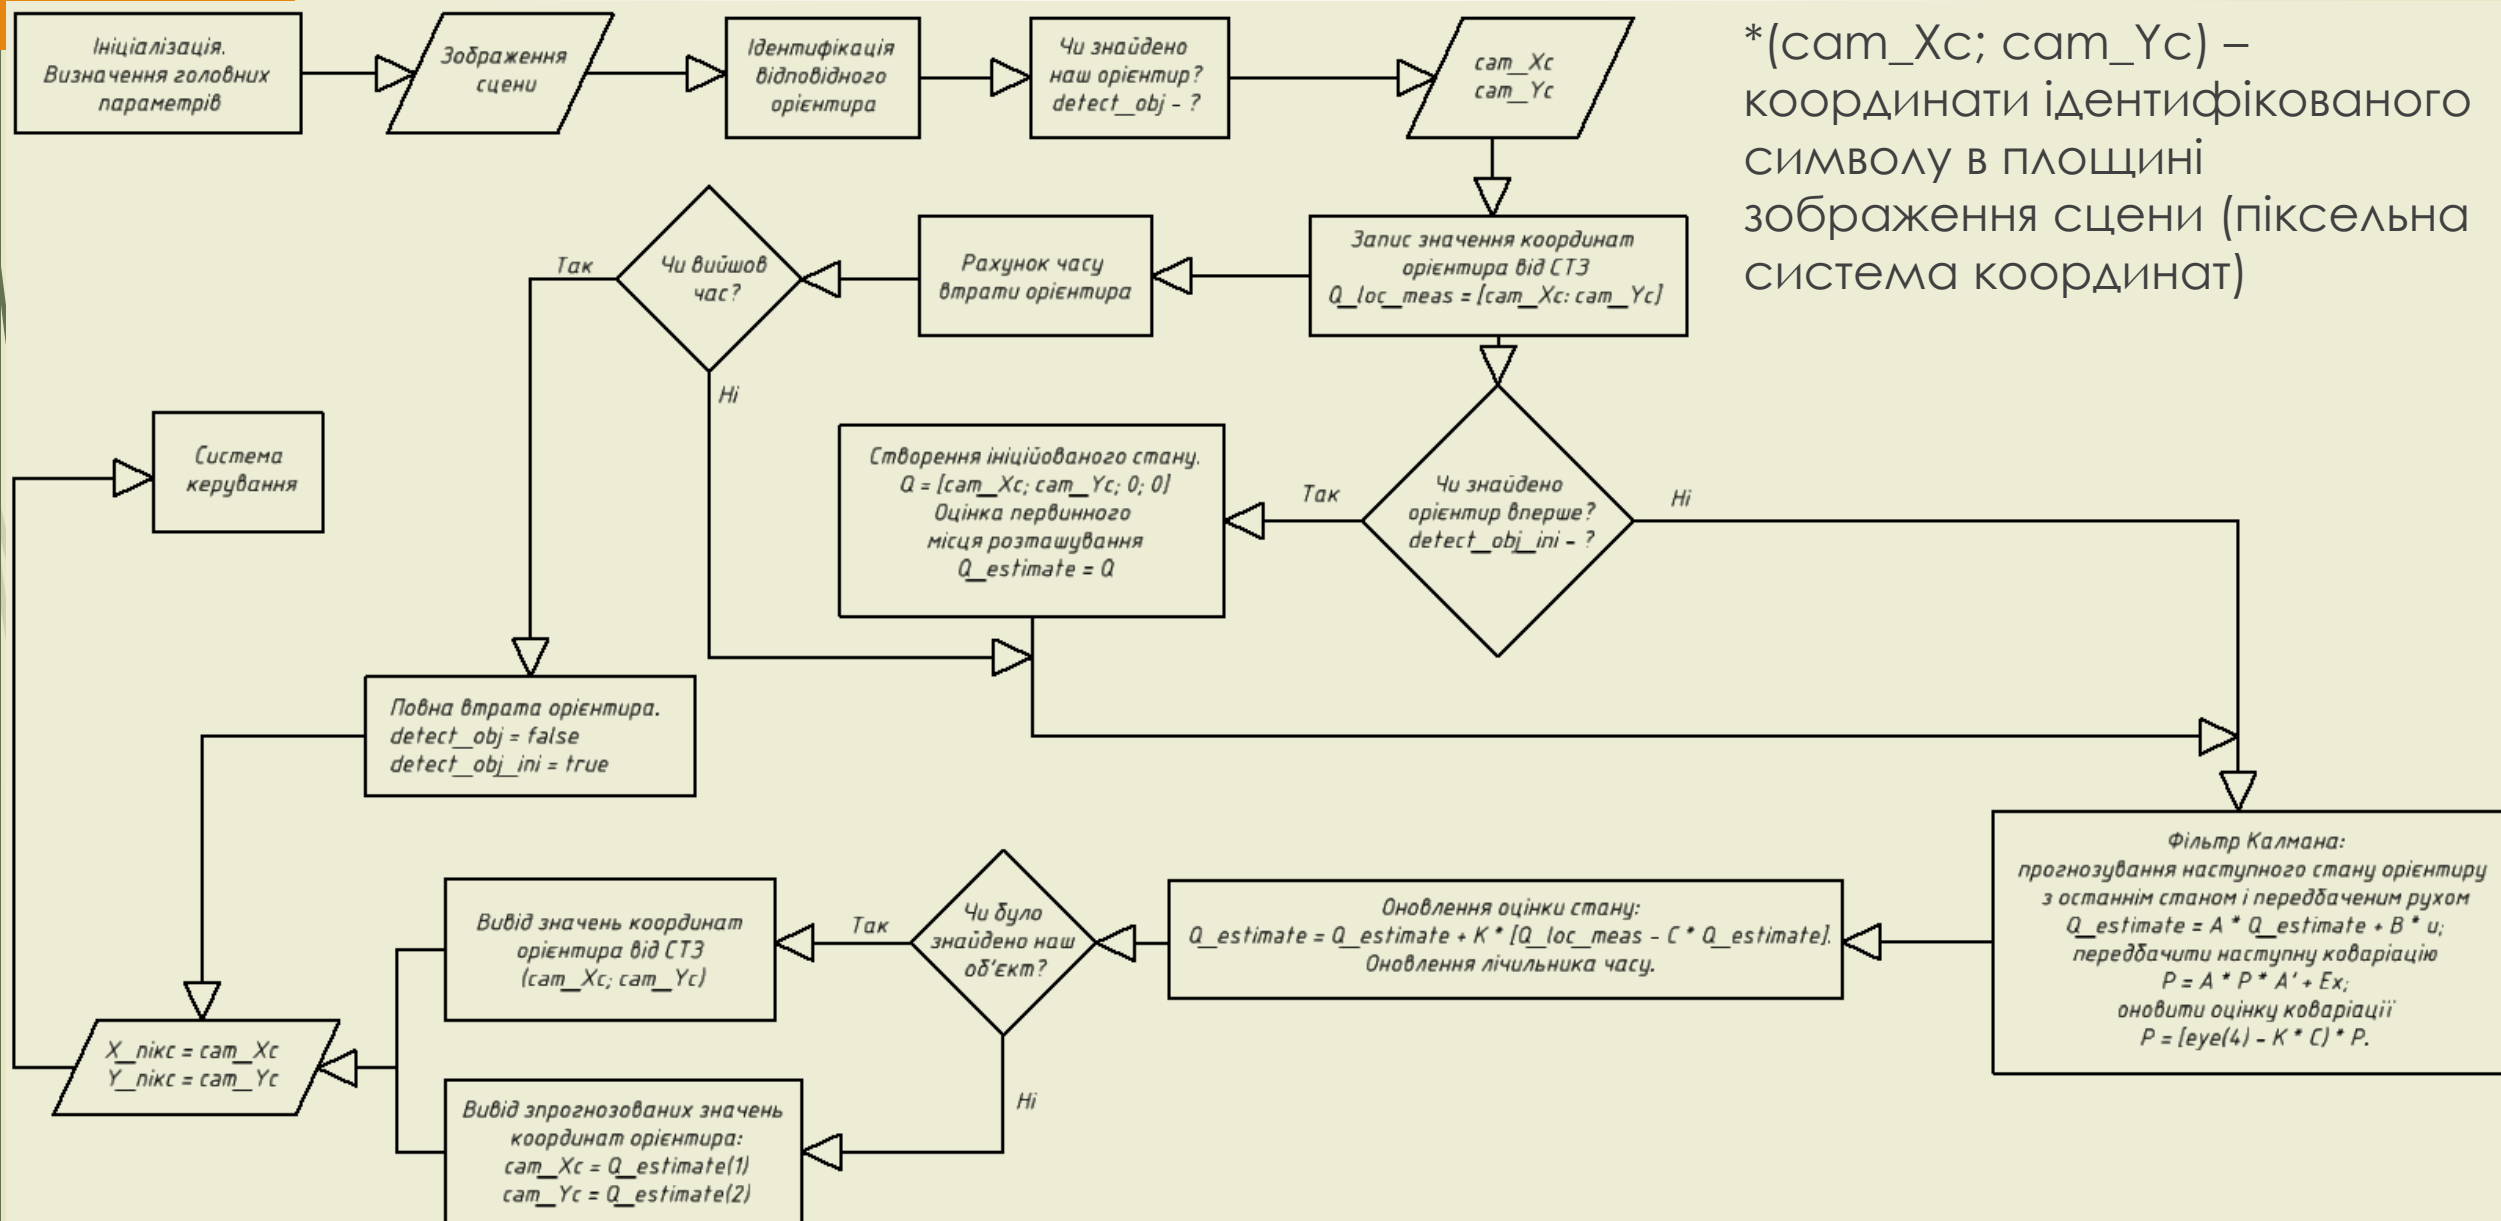 Ініціалізація.
Визначення головних
параметрів
Зображення
сцени
Ідентифікація
відповідного
орієнтира
Чи знайдено
наш орієнтир?
detect_obj - ?
cam_Xc
cam_Yc
*(cam_Xc; cam_Yc) –
координати ідентифікованого
символу в площині
зображення сцени (піксельна
система координат)
Запис значення координат
орієнтира від СТЗ
Q_loc_meas = [cam_Xc: cam_Yc]
Рахунок часу
втрати орієнтира
Чи вийшов
час?
Так
Ні
Чи знайдено
орієнтир вперше?
detect_obj_ini - ?
Так
Ні
Створення ініційованого стану.
Q = [cam_Xc; cam_Yc; 0; 0]
Оцінка первинного
місця розташування
Q_estimate = Q
Система
керування
Повна втрата орієнтира.
detect_obj = false
detect_obj_ini = true
Фільтр Калмана:
прогнозування наступного стану орієнтиру
з останнім станом і передбаченим рухом
Q_estimate = A * Q_estimate + B * u;
передбачити наступну коваріацію
P = A * P * A' + Ex;
оновити оцінку коваріації
P = [eye(4) - K * C) * P.
Оновлення оцінки стану:
Q_estimate = Q_estimate + K * [Q_loc_meas - C * Q_estimate].
Оновлення лічильника часу.
Чи було
знайдено наш
об'єкт?
Так
Ні
Вивід значень координат
орієнтира від СТЗ
(cam_Xc; cam_Yc)
Вивід зпрогнозованих значень
координат орієнтира:
cam_Xc = Q_estimate(1)
cam_Yc = Q_estimate(2)
X_пікс = cam_Xc
Y_пікс = cam_Yc